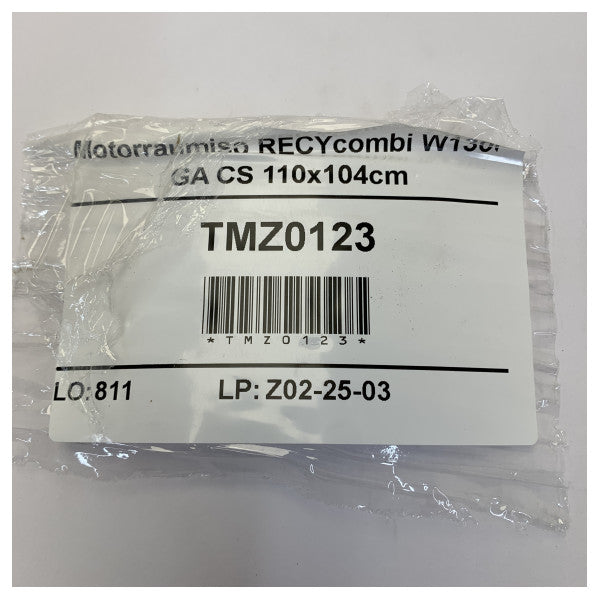 RECYcombi
GA CS 110x104cm
TMZ0123
*TMZ0123*
LO: 811 LP: Z02-25-03